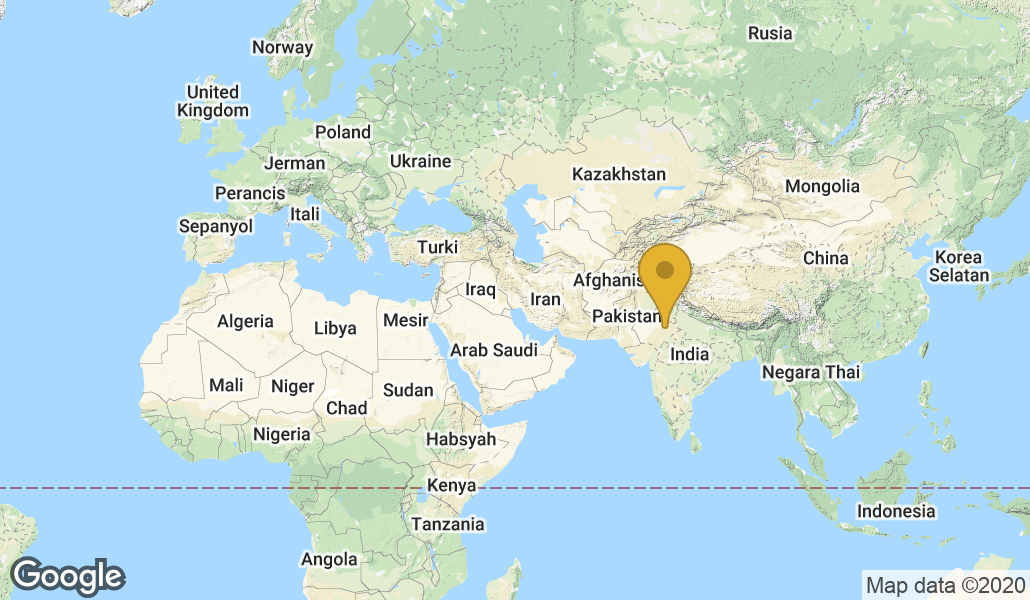 Rusia
Norway
United
Kingdom
Poland
Jerman
Ukraine
Kazakhstan
Mongolia
Perancis
Itali
Sepanyol
Turki
China
Korea
Selatan
Afghanis
Iraq
Iran
Pakistan
Algeria
Libya
Mesir
Arab Saudi
India
Negara Thai
Mali
Niger
Sudan
Chad
Nigeria
Habsyah
Kenya
Indonesia
Tanzania
Angola
Google
Map data ©2020